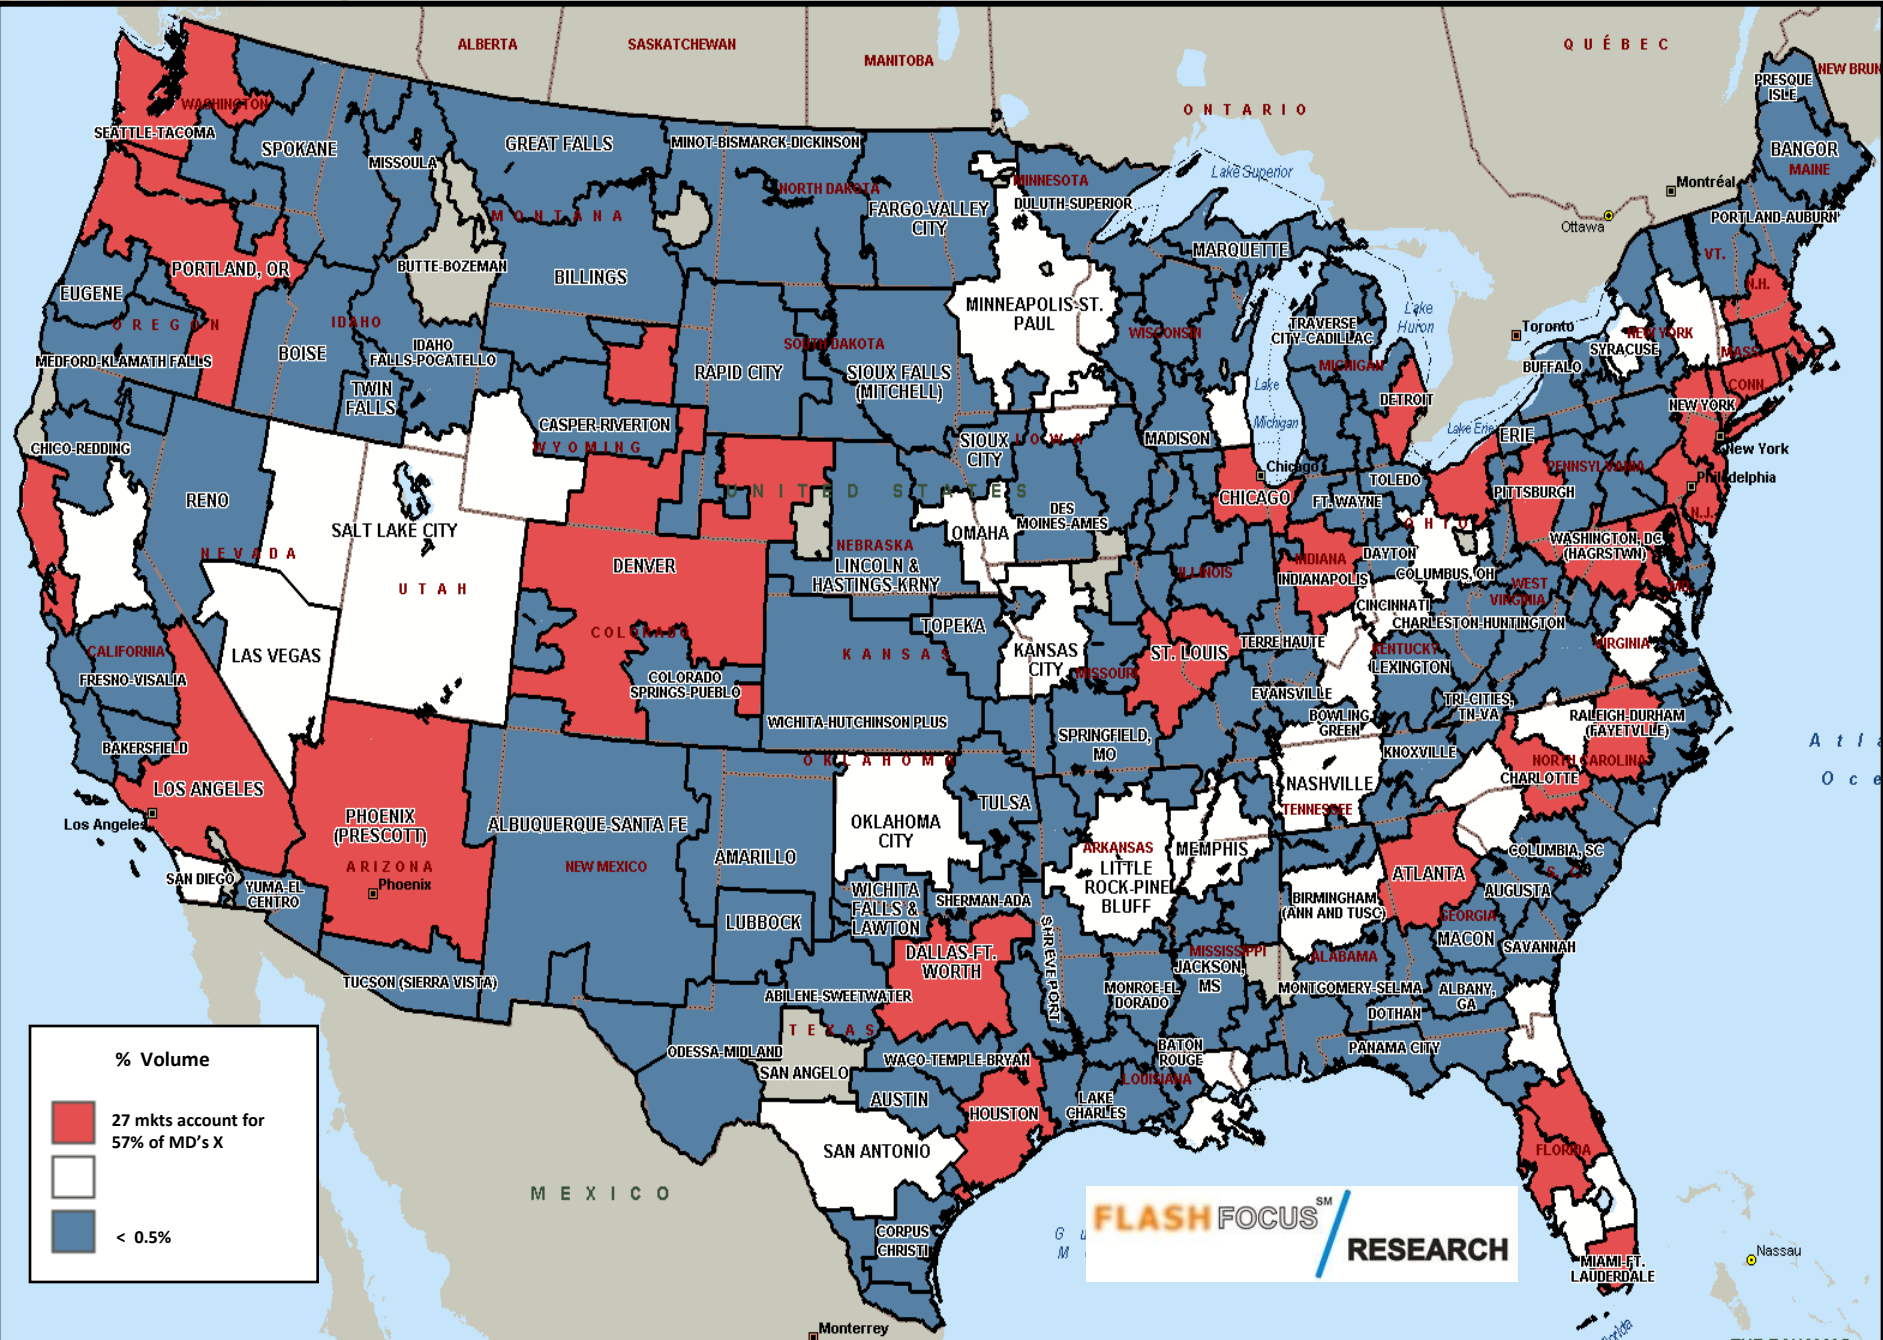 ALBERTA
SASKATCHEWAN
MANITOBA
ONTARIO
QUÉBEC
NEW BRUN
PRESQUE
ISLE
BANGOR
MAINE
WASHINGTON
SEATTLE-TACOMA
SPOKANE
MISSOULA
GREAT FALLS
MINOT-BISMARCK-DICKINSON
NORTH DAKOTA
FARGO-VALLEY
CITY
MINNESOTA
DULUTH-SUPERIOR
Lake Superior
Montréal
Ottawa
PORTLAND-AUBURN
MONTANA
BUTTE-BOZEMAN
BILLINGS
MARQUETTE
VT.
N.H.
PORTLAND, OR
EUGENE
OREGON
IDAHO
BOISE
IDAHO
FALLS-POCATELLO
MEDFORD-KLAMATH FALLS
TWIN
FALLS
MINNEAPOLIS-ST.
PAUL
WISCONSIN
TRAVERSE
CITY-CADILLAC
Lake
Huron
Toronto
NEW YORK
SYRACUSE
MASS.
BUFFALO
MICHIGAN
SOUTH DAKOTA
RAPID CITY
SIOUX FALLS
(MITCHELL)
Lake
Michigan
DETROIT
CONN.
NEW YORK
New York
CASPER-RIVERTON
WYOMING
CHICO-REDDING
SIOUX
CITY
IOWA
MADISON
Lake Erie
ERIE
PENNSYLVANIA
Philadelphia
N.J.
RENO
NEVADA
SALT LAKE CITY
UTAH
UNITED STATES
DES
MOINES-AMES
OMAHA
Chicago
CHICAGO
FT. WAYNE
TOLEDO
PITTSBURGH
OHIO
DENVER
NEBRASKA
LINCOLN &
HASTINGS-KRNY
ILLINOIS
INDIANA
INDIANAPOLIS
DAYTON
COLUMBUS, OH
WASHINGTON, DC
(HAGRSTWN)
MD.
WEST
VIRGINIA
CINCINNATI
CHARLESTON-HUNTINGTON
LAS VEGAS
CALIFORNIA
FRESNO-VISALIA
COLORADO
COLORADO
SPRINGS-PUEBLO
KANSAS
TOPEKA
KANSAS
CITY
MISSOURI
ST. LOUIS
TERRE HAUTE
KENTUCKY
LEXINGTON
VIRGINIA
EVANSVILLE
BOWLING
GREEN
TRI-CITIES,
TN-VA
RALEIGH-DURHAM
(FAYETVLLE)
BAKERSFIELD
WICHITA-HUTCHINSON PLUS
SPRINGFIELD,
MO
KNOXVILLE
NORTH CAROLINA
CHARLOTTE
Atla
Oce
LOS ANGELES
Los Angeles
PHOENIX
(PRESCOTT)
ARIZONA
Phoenix
ALBUQUERQUE-SANTA FE
NEW MEXICO
OKLAHOMA
OKLAHOMA
CITY
TULSA
AMARILLO
NASHVILLE
TENNESSEE
ARKANSAS
LITTLE
ROCK-PINE
BLUFF
MEMPHIS
COLUMBIA, SC
S. C.
ATLANTA
AUGUSTA
SAN DIEGO
YUMA-EL
CENTRO
LUBBOCK
WICHITA
FALLS &
LAWTON
SHERMAN-ADA
BIRMINGHAM
(ANN AND TUSC)
GEORGIA
MACON
SAVANNAH
TUCSON (SIERRA VISTA)
DALLAS-FT.
WORTH
SHREVEPORT
MISSISSIPPI
JACKSON,
MS
ALABAMA
MONTGOMERY-SELMA
ALBANY,
GA
ABILENE-SWEETWATER
MONROE-EL
DORADO
DOTHAN
TEXAS
ODESSA-MIDLAND
SAN ANGELO
WACO-TEMPLE-BRYAN
BATON
ROUGE
PANAMA CITY
LOUISIANA
AUSTIN
HOUSTON
LAKE
CHARLES
SAN ANTONIO
FLORIDA
MEXICO
CORPUS
CHRISTI
MIAMI-FT.
LAUDERDALE
Nassau
Monterrey
G u
M
% Volume
27 mkts account for
57% of MD's X
< 0.5%
FLASH FOCUS SM
RESEARCH